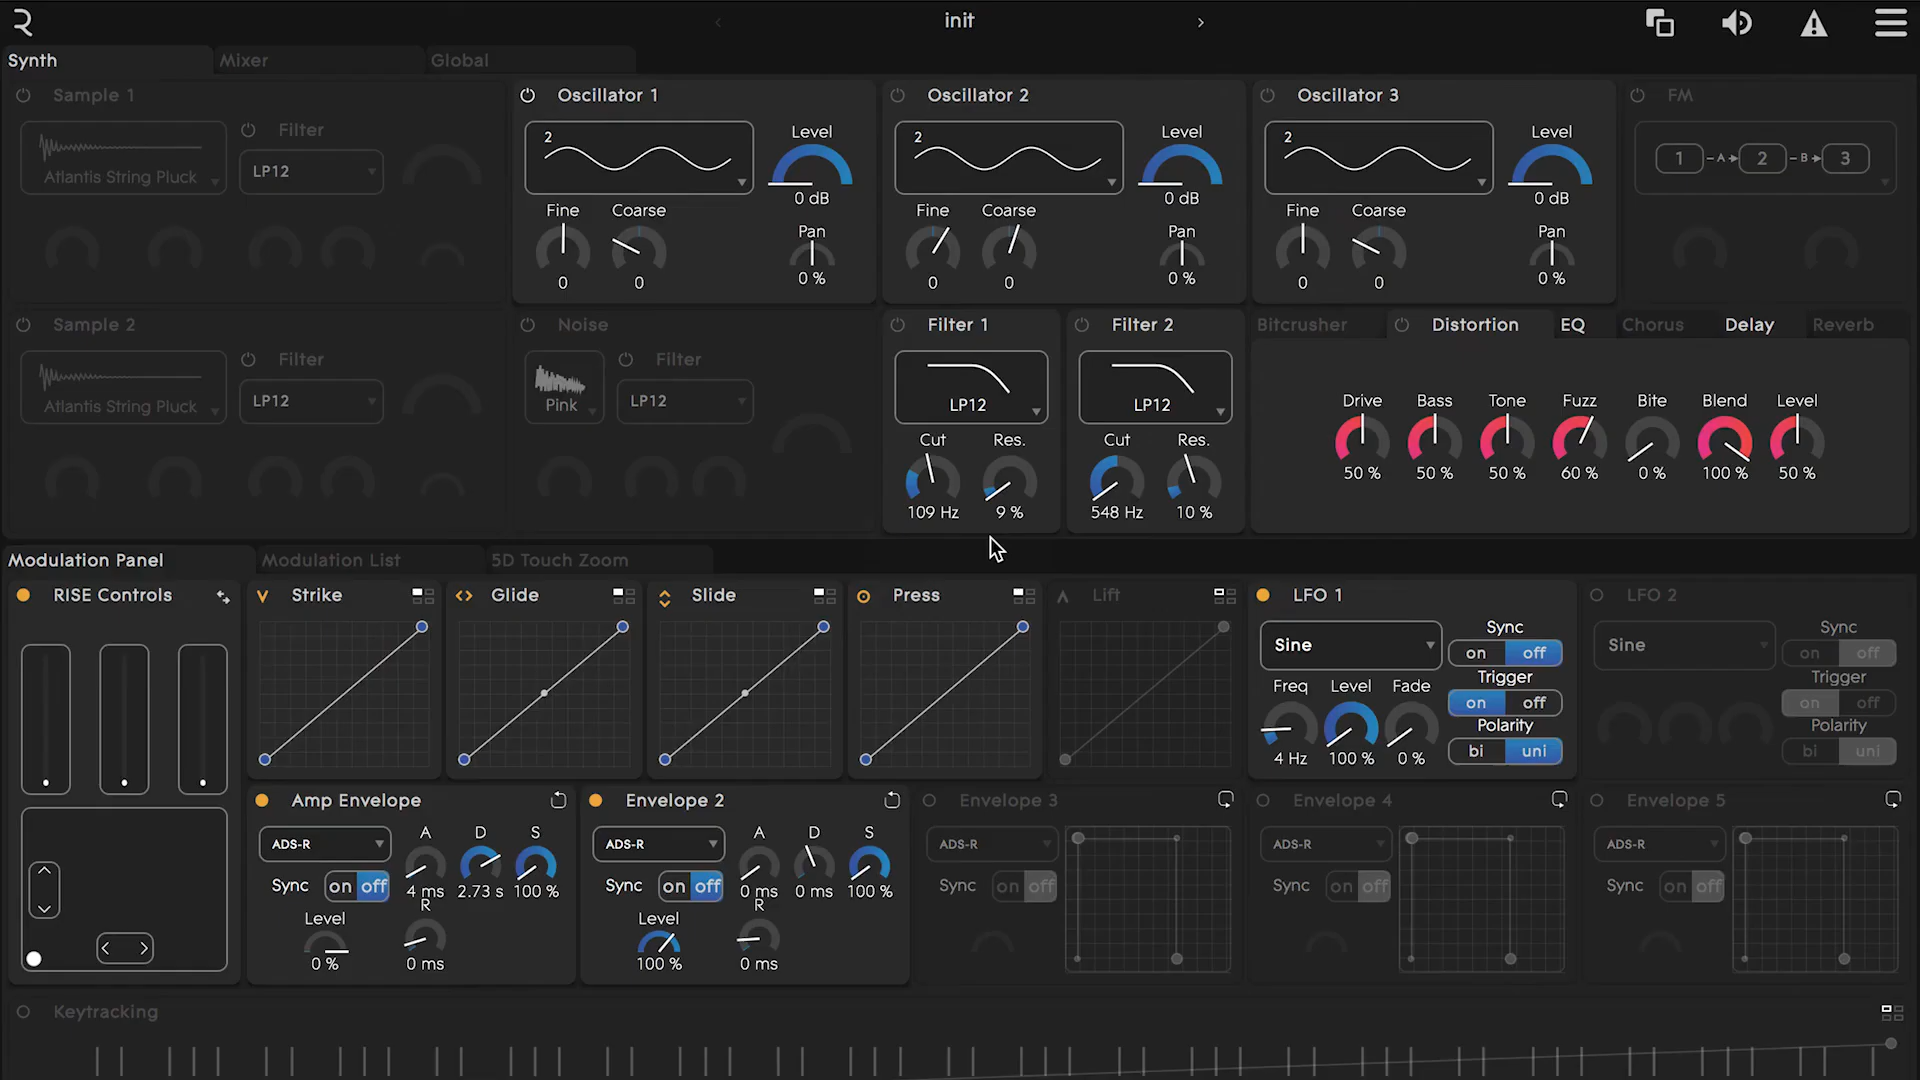 init
Synth
Mixer
Global
Sample 1
Filter
LP12
Atlantis String Pluck
Oscillator 1
2
Level
0 dB
Fine
Coarse
Pan
0
0
0 %
Oscillator 2
2
Level
0 dB
Fine
Coarse
Pan
0
0
0 %
Oscillator 3
2
Level
0 dB
Fine
Coarse
Pan
0
0
0 %
FM
1 -A- 2 -B- 3
Sample 2
Filter
LP12
Atlantis String Pluck
Noise
Filter
Pink
LP12
Filter 1
LP12
Cut
Res.
109 Hz
9 %
Filter 2
LP12
Cut
Res.
548 Hz
10 %
Bitcrusher
Distortion
EQ
Chorus
Delay
Reverb
Drive
Bass
Tone
Fuzz
Bite
Blend
Level
50 %
50 %
50 %
60 %
0 %
100 %
50 %
Modulation Panel
Modulation List
5D Touch Zoom
RISE Controls
Strike
Glide
Slide
Press
Lift
LFO 1
Sine
Sync
on off
Trigger
on off
Polarity
bi uni
Freq
Level
Fade
4 Hz
100 %
0 %
LFO 2
Sine
Sync
on off
Trigger
on off
Polarity
bi uni
Amp Envelope
ADS-R
A
D
S
Sync
on off
4 ms
2.73 s
100 %
Level
R
0 %
0 ms
Envelope 2
ADS-R
A
D
S
Sync
on off
0 ms
0 ms
100 %
Level
R
100 %
0 ms
Envelope 3
ADS-R
Sync
on off
Envelope 4
ADS-R
Sync
on off
Envelope 5
ADS-R
Sync
on off
Keytracking